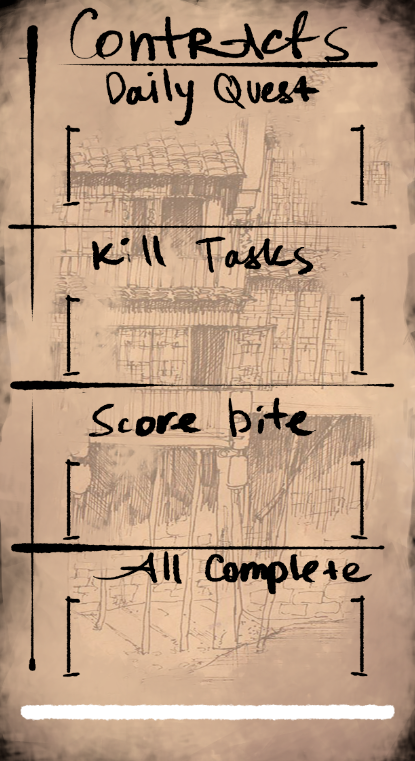 Contracts
Daily Quest
Kill Tasks
Score bite
All Complete